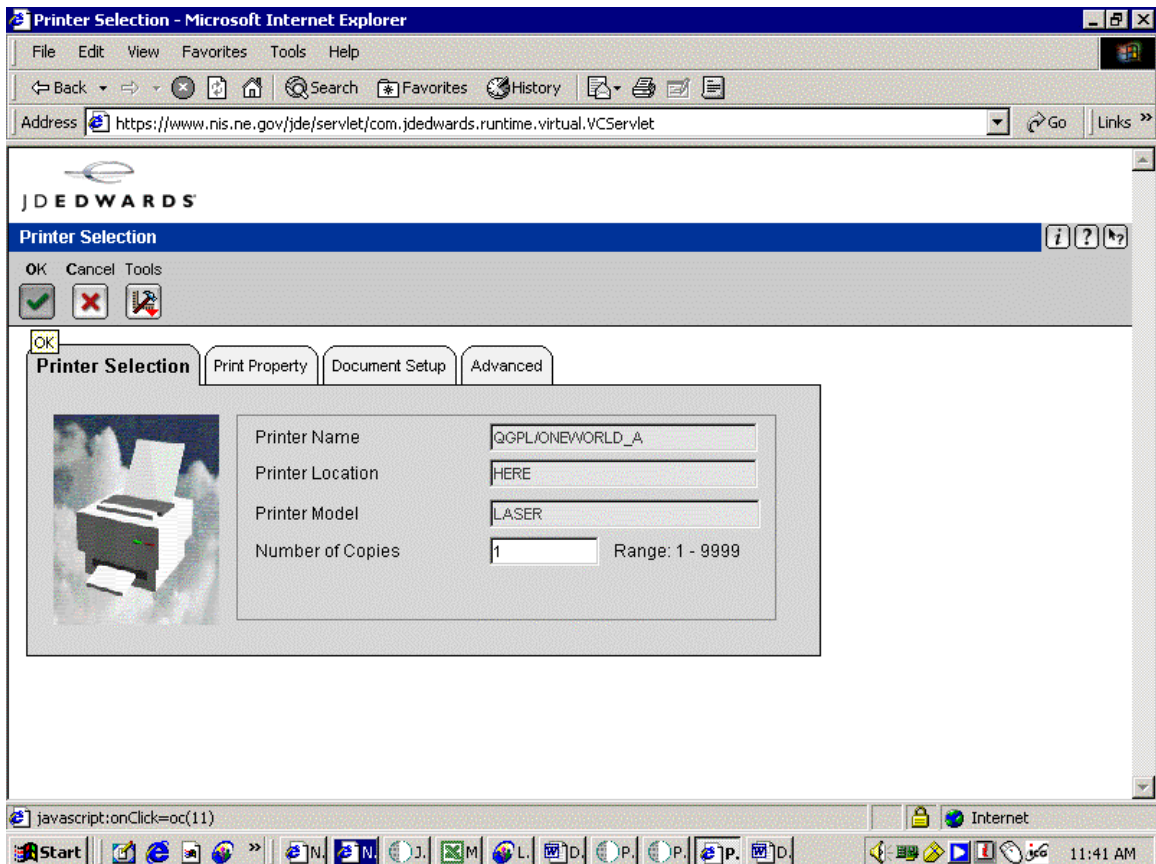 Printer Selection - Microsoft Internet Explorer
File Edit View Favorites Tools Help
Back Search Favorites History
Address https://www.nis.ne.gov/jde/servlet/com.jdedwards.runtime.virtual.VCServlet Go Links »
JDEDWARDS
Printer Selection i ? ?
OK Cancel Tools
OK
Printer Selection Print Property Document Setup Advanced
Printer Name QGPL/ONEWORLD_A
Printer Location HERE
Printer Model LASER
Number of Copies 1 Range: 1 - 9999
javascript:onClick=oc(11) Internet
Start » N. N. J. M L. D. P. P. P. D. jcg 11:41 AM